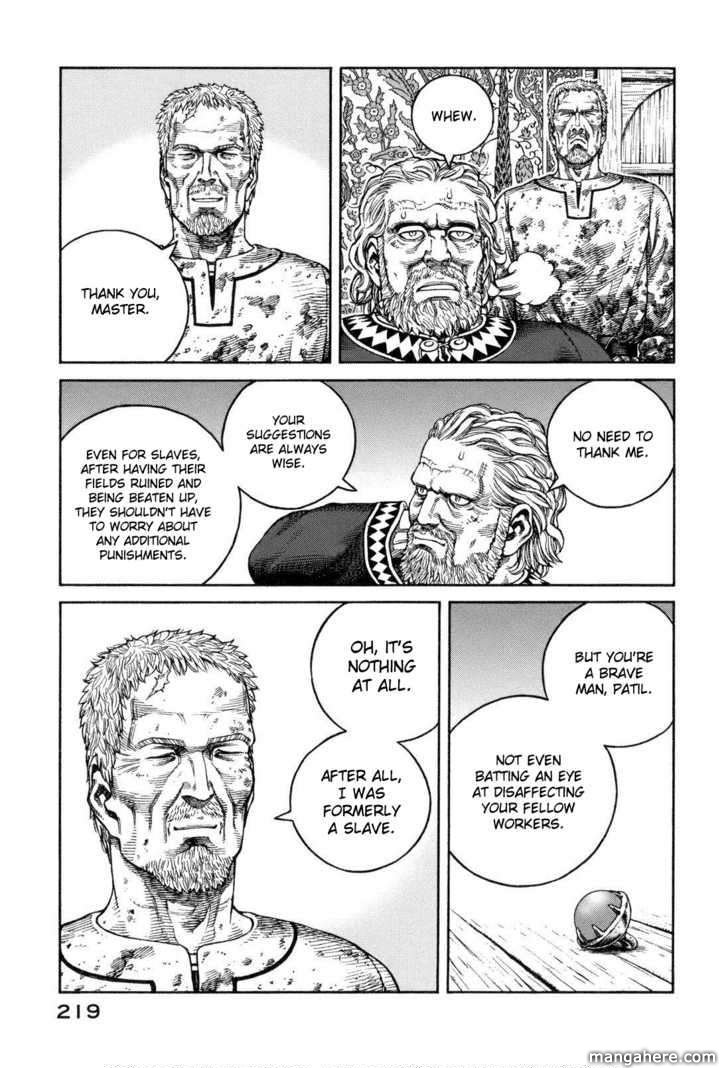 WHEW.
THANK YOU,
MASTER.
NO NEED TO
THANK ME.
YOUR
SUGGESTIONS
ARE ALWAYS
WISE.
EVEN FOR SLAVES,
AFTER HAVING THEIR
FIELDS RUINED AND
BEING BEATEN UP,
THEY SHOULDN'T HAVE
TO WORRY ABOUT
ANY ADDITIONAL
PUNISHMENTS.
BUT YOU'RE
A BRAVE
MAN, PATIL.
NOT EVEN
BATTING AN EYE
AT DISAFFECTING
YOUR FELLOW
WORKERS.
OH, IT'S
NOTHING
AT ALL.
AFTER ALL,
I WAS
FORMERLY
A SLAVE.
219
mangahere.com